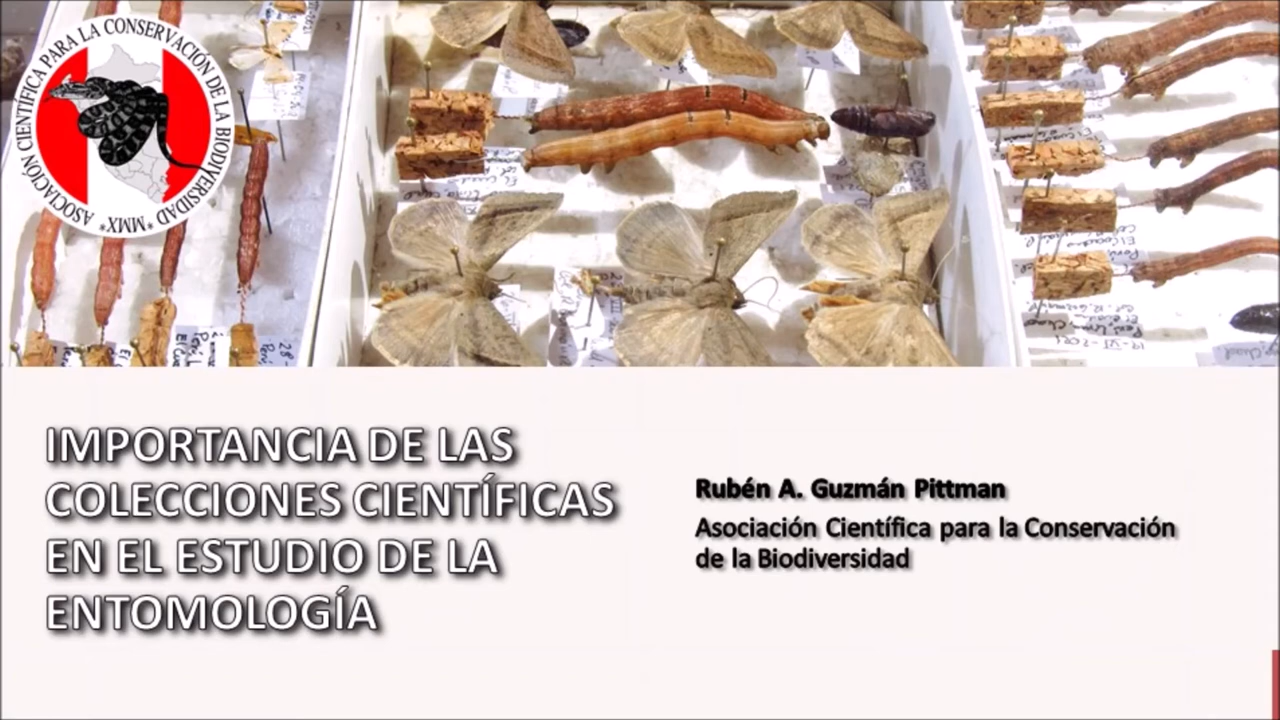 ASOCIACIÓN CIENTÍFICA PARA LA CONSERVACIÓN DE LA BIODIVERSIDAD *MMX*
IMPORTANCIA DE LAS
COLECCIONES CIENTÍFICAS
EN EL ESTUDIO DE LA
ENTOMOLOGÍA
Rubén A. Guzmán Pittman
Asociación Científica para la Conservación
de la Biodiversidad